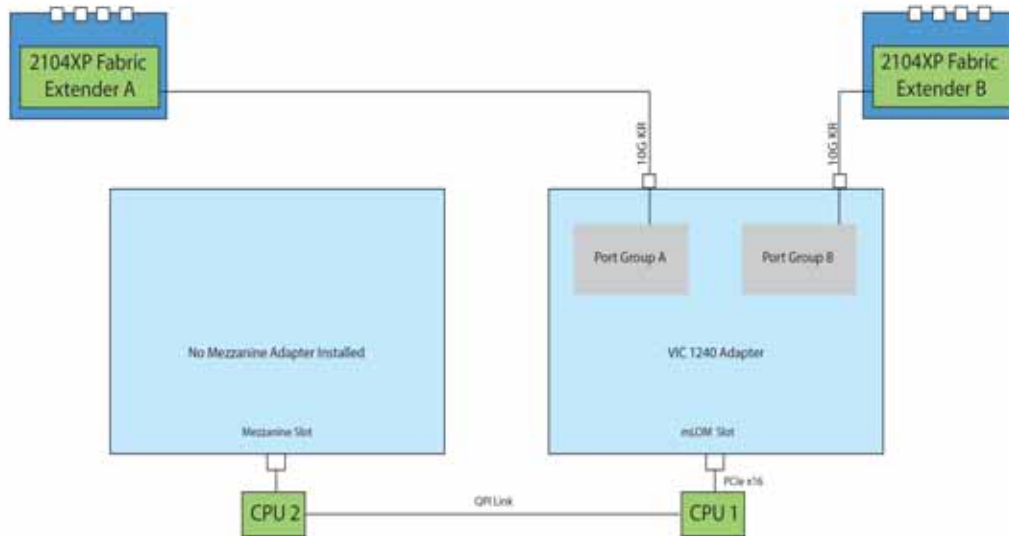 2104XP Fabric
Extender A
2104XP Fabric
Extender B
10G KR
10G KR
Port Group A
Port Group B
No Mezzanine Adapter Installed
VIC 1240 Adapter
Mezzanine Slot
mLOM Slot
PCIe x16
CPU 2
QPI Link
CPU 1